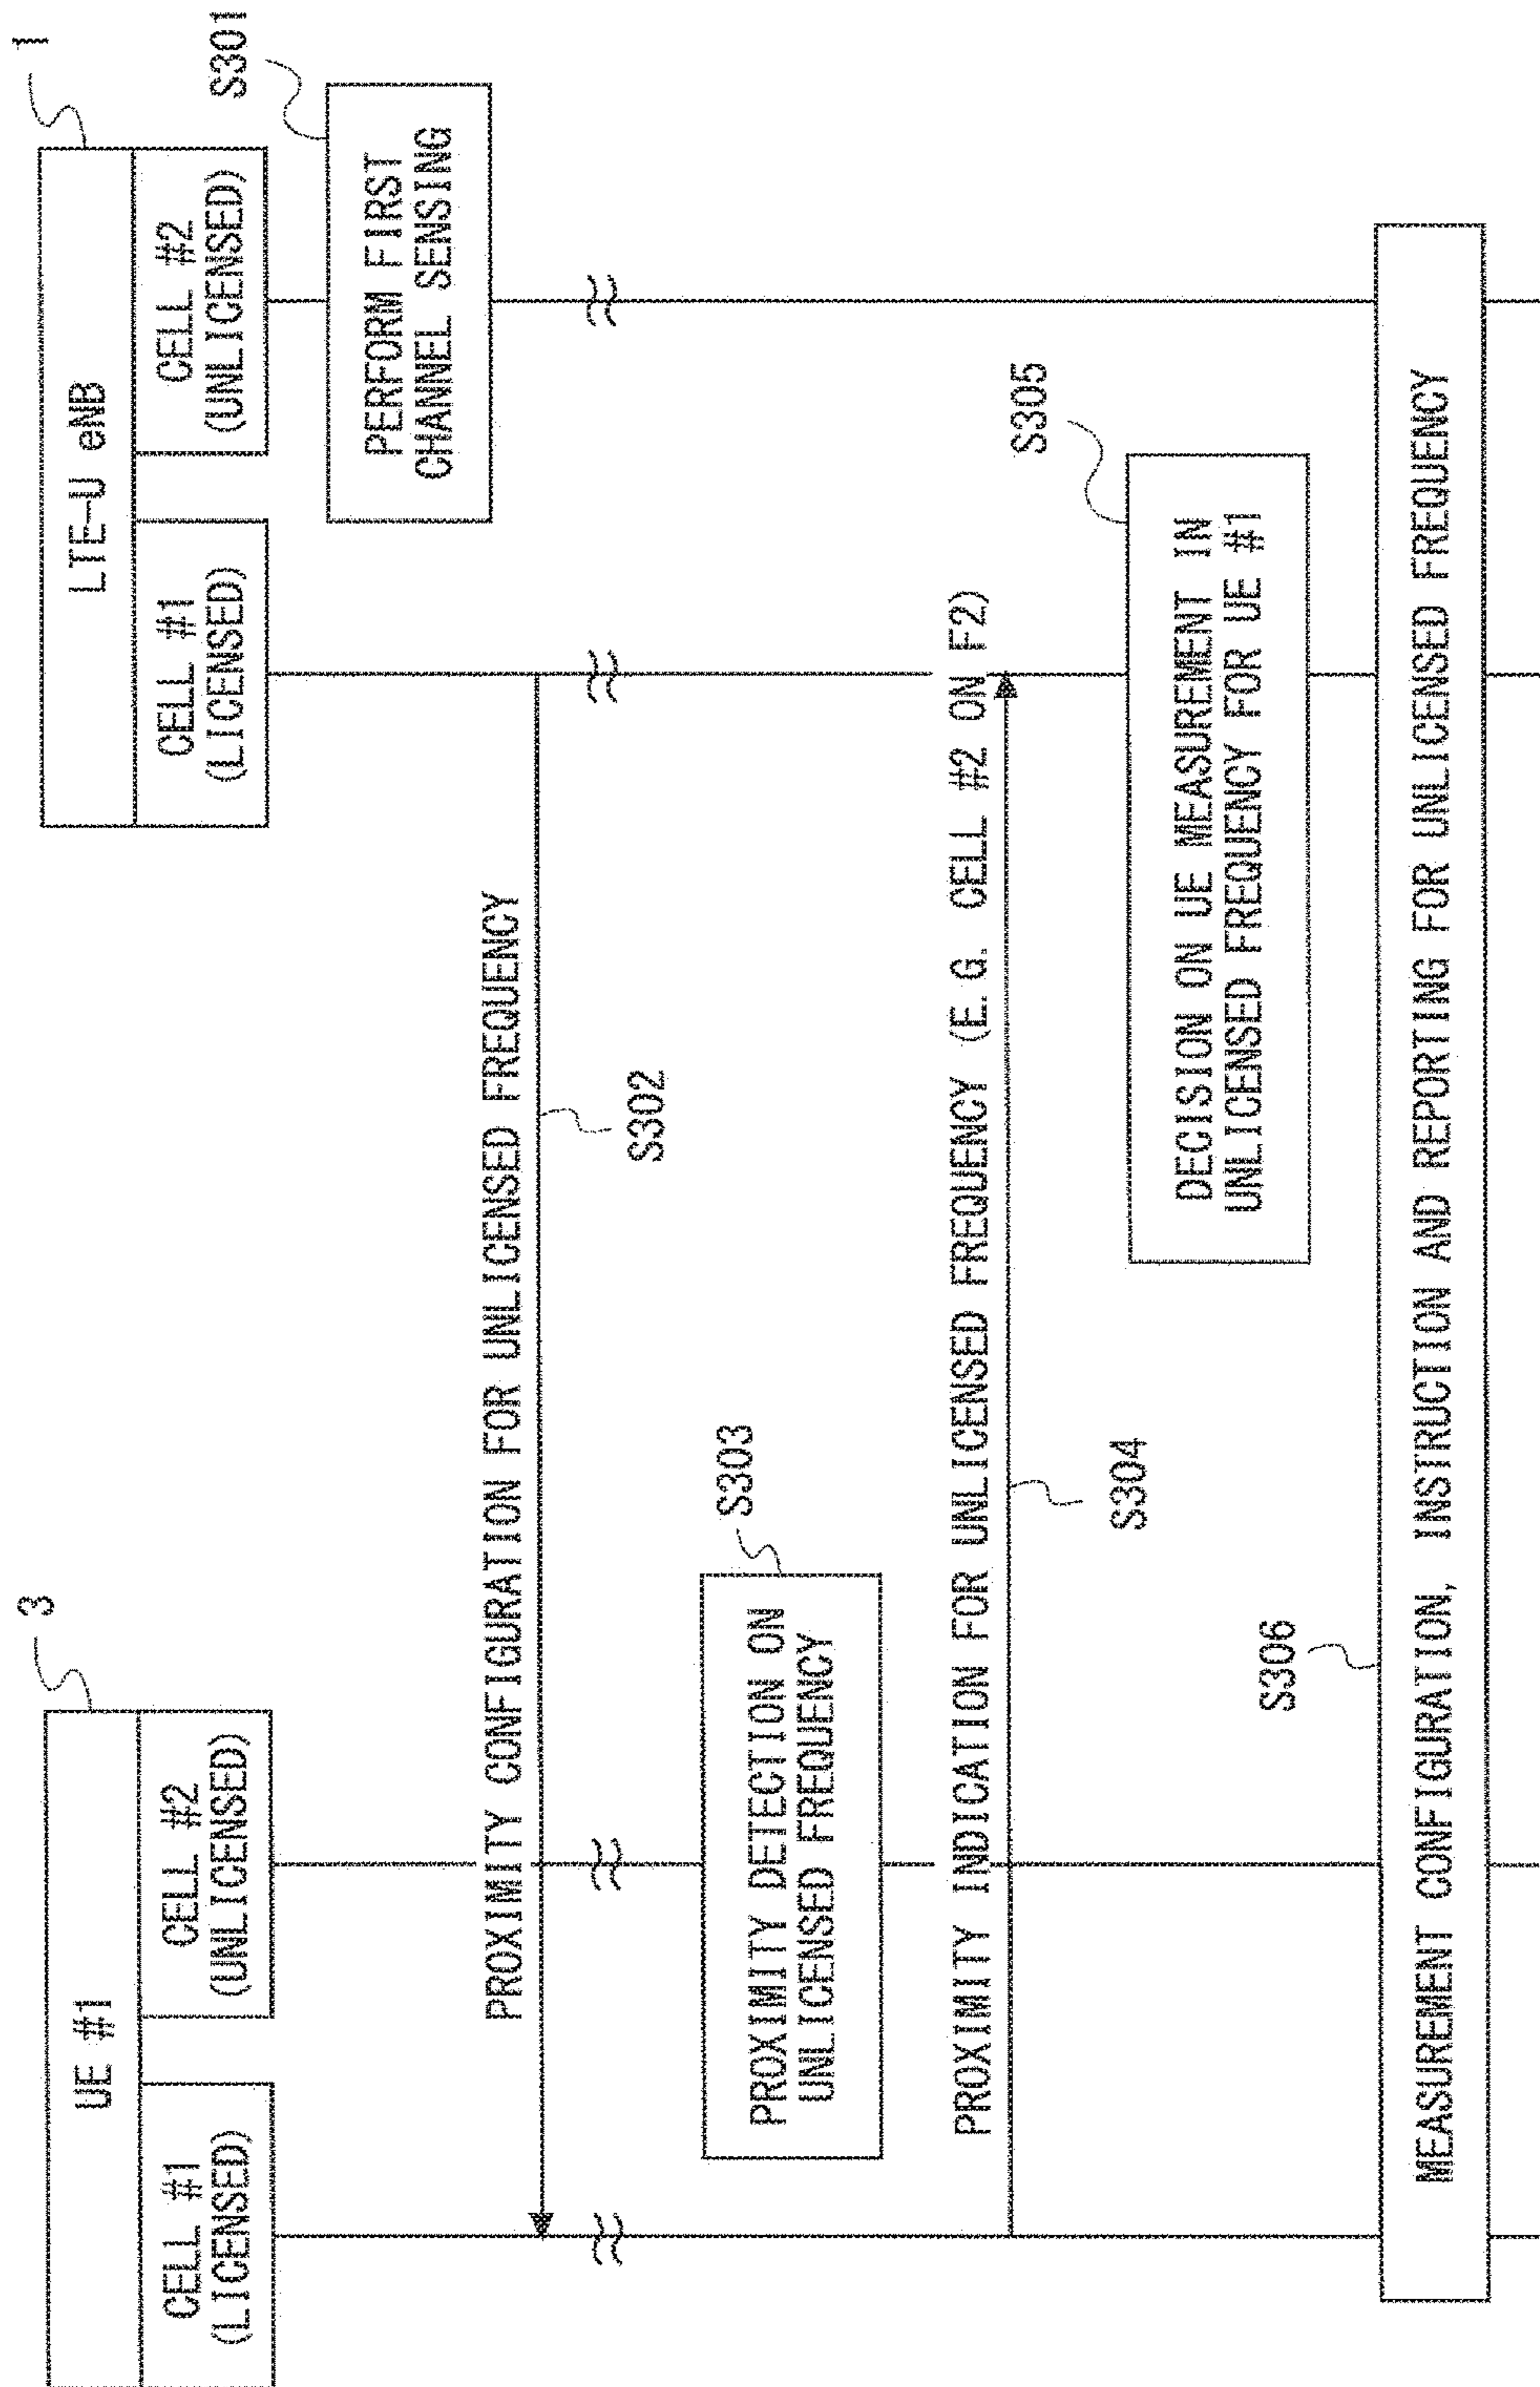 3
UE #1
CELL #1
(LICENSED)
CELL #2
(UNLICENSED)
1
LTE-U eNB
CELL #1
(LICENSED)
CELL #2
(UNLICENSED)
S301
PERFORM FIRST
CHANNEL SENSING
PROXIMITY CONFIGURATION FOR UNLICENSED FREQUENCY
S302
S303
PROXIMITY DETECTION ON
UNLICENSED FREQUENCY
PROXIMITY INDICATION FOR UNLICENSED FREQUENCY (E.G. CELL #2 ON F2)
S304
S305
DECISION ON UE MEASUREMENT IN
UNLICENSED FREQUENCY FOR UE #1
S306
MEASUREMENT CONFIGURATION, INSTRUCTION AND REPORTING FOR UNLICENSED FREQUENCY